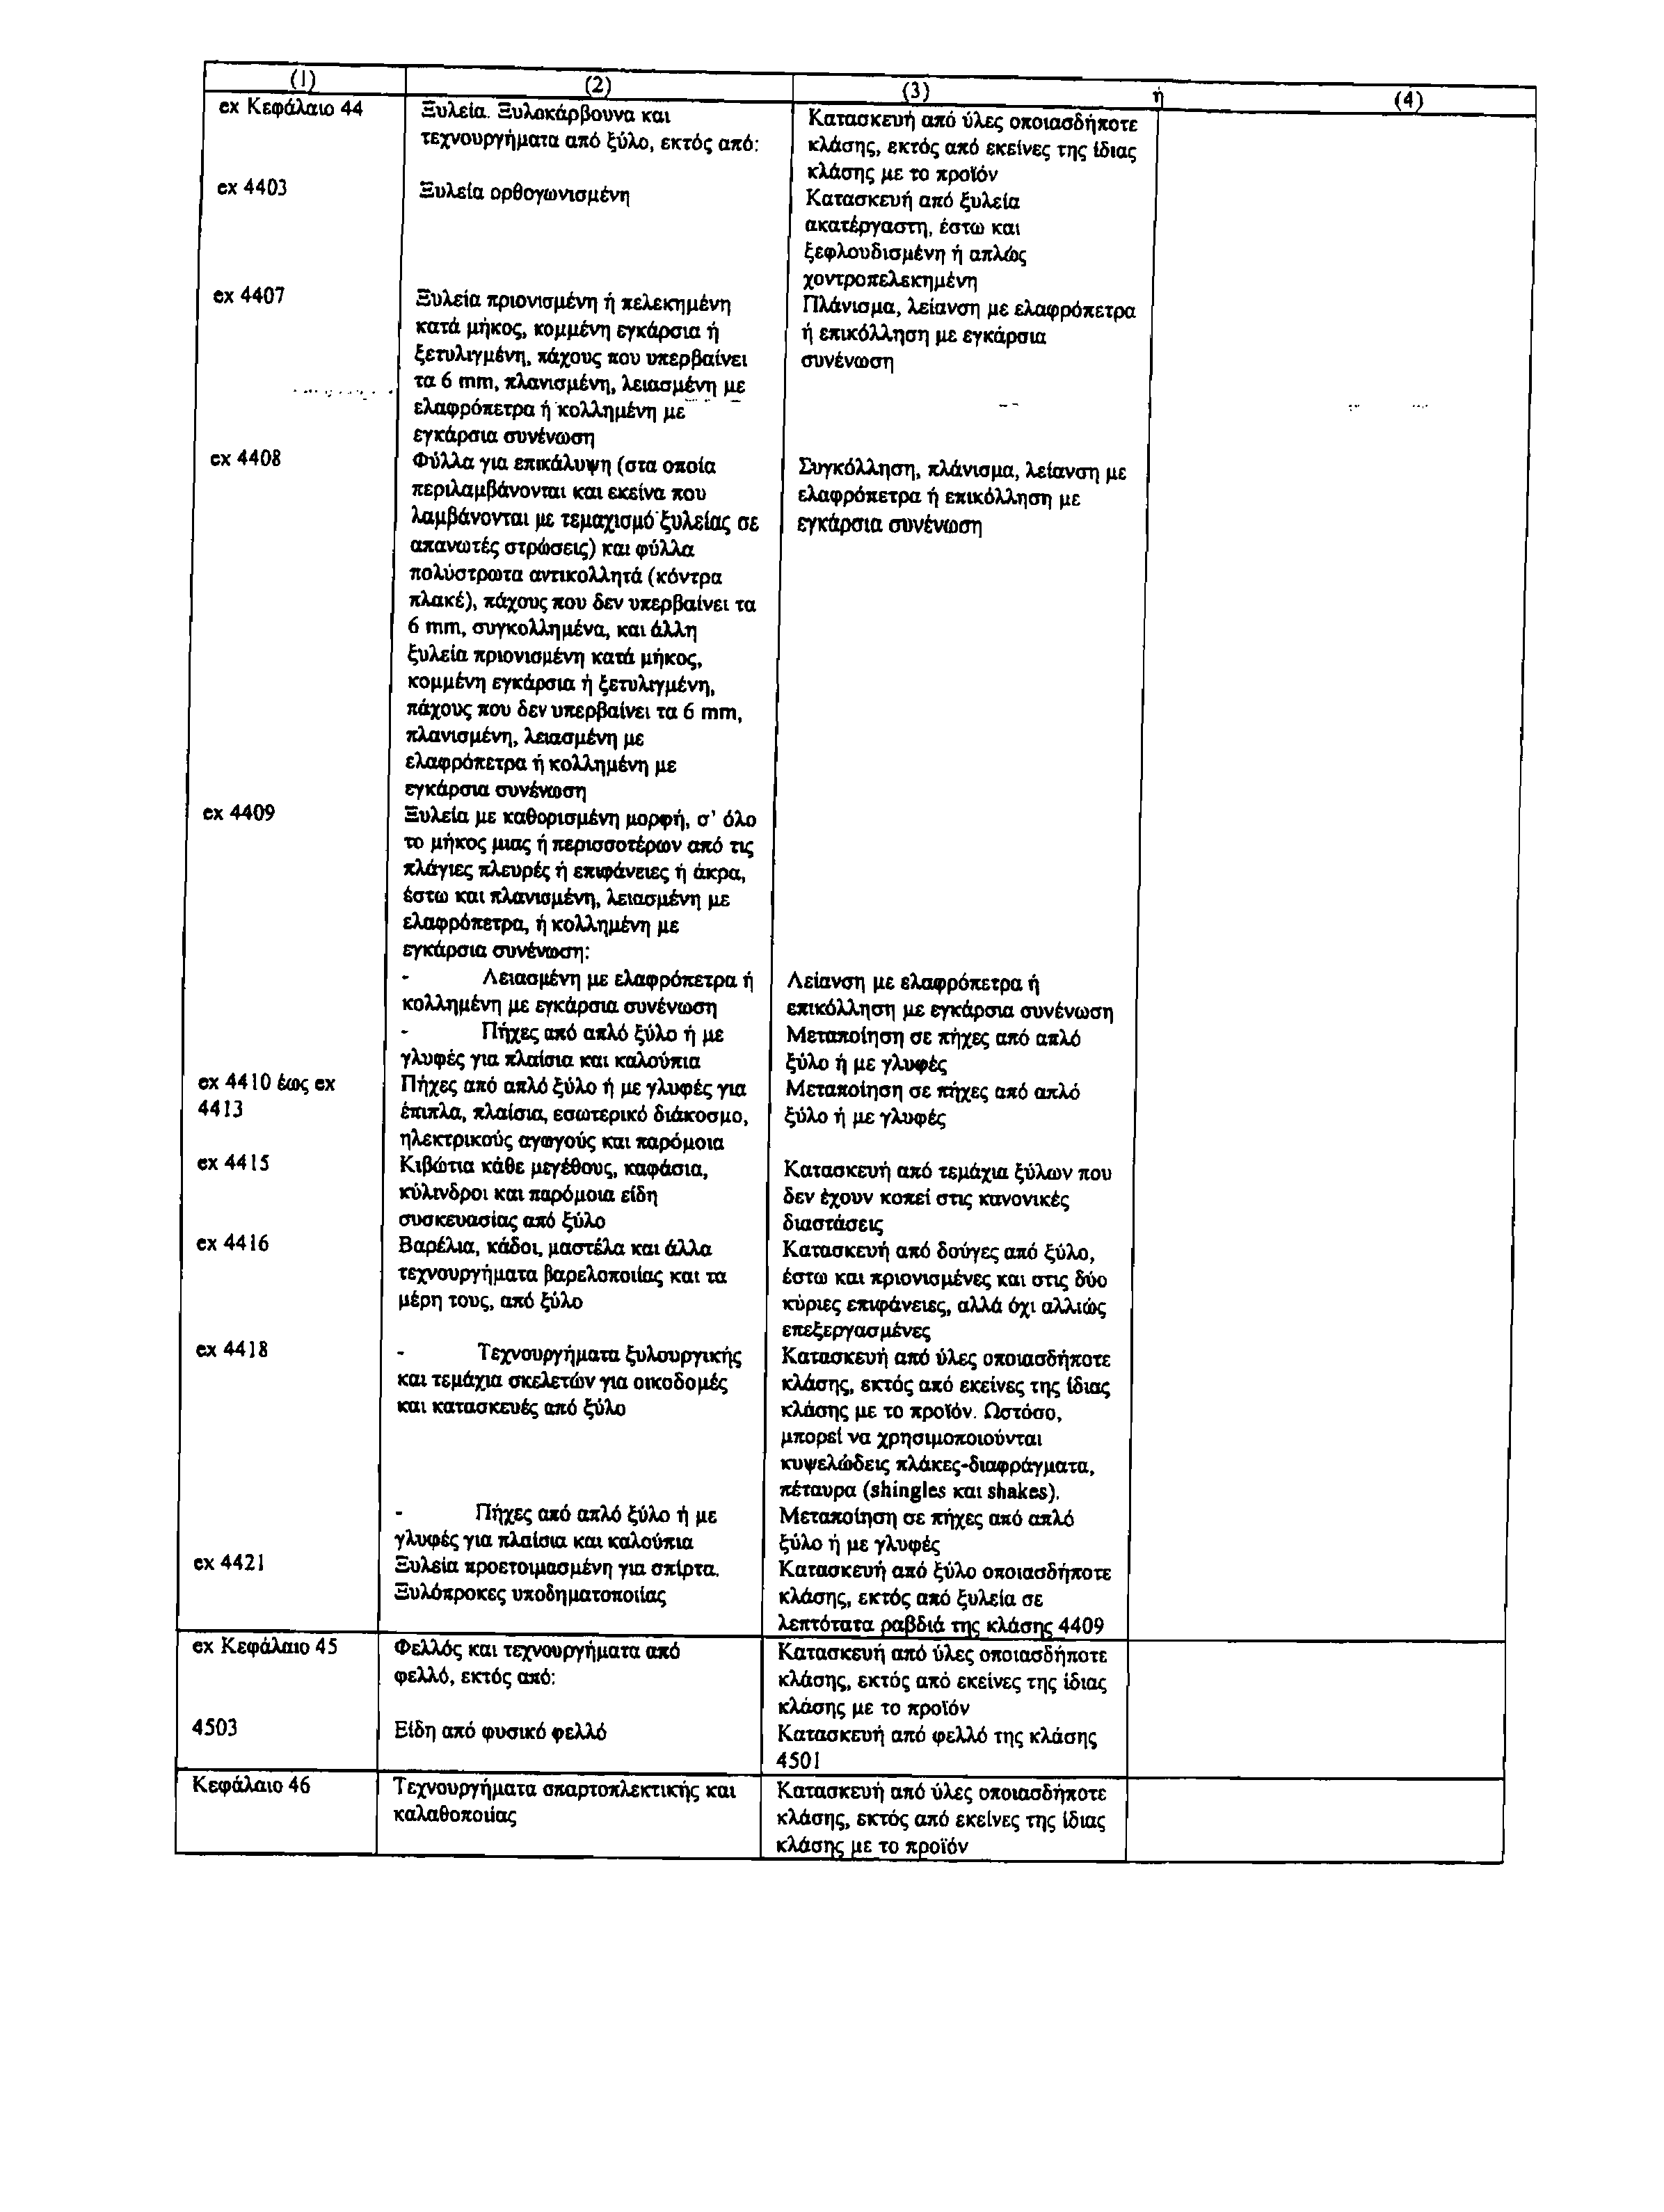 (1) (2) (3) ή (4)
ex Κεφάλαιο 44
Ξυλεία. Ξυλοκάρβουνα και
τεχνουργήματα από ξύλο, εκτός από:
Κατασκευή από ύλες οποιασδήποτε
κλάσης, εκτός από εκείνες της ίδιας
κλάσης με το προϊόν
ex 4403
Ξυλεία ορθογωνισμένη
Κατασκευή από ξυλεία
ακατέργαστη, έστω και
ξεφλουδισμένη ή απλώς
χοντροπελεκημένη
ex 4407
Ξυλεία πριονισμένη ή πελεκημένη
κατά μήκος, κομμένη εγκάρσια ή
ξετυλιγμένη, πάχους που υπερβαίνει
τα 6 mm, πλανισμένη, λειασμένη με
ελαφρόπετρα ή κολλημένη με
εγκάρσια συνένωση
Πλάνισμα, λείανση με ελαφρόπετρα
ή επικόλληση με εγκάρσια
συνένωση
ex 4408
Φύλλα για επικάλυψη (στα οποία
περιλαμβάνονται και εκείνα που
λαμβάνονται με τεμαχισμό ξυλείας σε
απανωτές στρώσεις) και φύλλα
πολύστρωτα αντικολλητά (κόντρα
πλακέ), πάχους που δεν υπερβαίνει τα
6 mm, συγκολλημένα, και άλλη
ξυλεία πριονισμένη κατά μήκος,
κομμένη εγκάρσια ή ξετυλιγμένη,
πάχους που δεν υπερβαίνει τα 6 mm,
πλανισμένη, λειασμένη με
ελαφρόπετρα ή κολλημένη με
εγκάρσια συνένωση
Συγκόλληση, πλάνισμα, λείανση με
ελαφρόπετρα ή επικόλληση με
εγκάρσια συνένωση
ex 4409
Ξυλεία με καθορισμένη μορφή, σ' όλο
το μήκος μιας ή περισσοτέρων από τις
πλάγιες πλευρές ή επιφάνειες ή άκρα,
έστω και πλανισμένη, λειασμένη με
ελαφρόπετρα, ή κολλημένη με
εγκάρσια συνένωση:
- Λειασμένη με ελαφρόπετρα ή
κολλημένη με εγκάρσια συνένωση
Λείανση με ελαφρόπετρα ή
επικόλληση με εγκάρσια συνένωση
- Πήχες από απλό ξύλο ή με
γλυφές για πλαίσια και καλούπια
Μεταποίηση σε πήχες από απλό
ξύλο ή με γλυφές
ex 4410 έως ex
4413
Πήχες από απλό ξύλο ή με γλυφές για
έπιπλα, πλαίσια, εσωτερικό διάκοσμο,
ηλεκτρικούς αγωγούς και παρόμοια
Μεταποίηση σε πήχες από απλό
ξύλο ή με γλυφές
ex 4415
Κιβώτια κάθε μεγέθους, καφάσια,
κύλινδροι και παρόμοια είδη
συσκευασίας από ξύλο
Κατασκευή από τεμάχια ξύλων που
δεν έχουν κοπεί στις κανονικές
διαστάσεις
ex 4416
Βαρέλια, κάδοι, μαστέλα και άλλα
τεχνουργήματα βαρελοποιίας και τα
μέρη τους, από ξύλο
Κατασκευή από δούγες από ξύλο,
έστω και πριονισμένες και στις δύο
κύριες επιφάνειες, αλλά όχι αλλιώς
επεξεργασμένες
ex 4418
- Τεχνουργήματα ξυλουργικής
και τεμάχια σκελετών για οικοδομές
και κατασκευές από ξύλο
Κατασκευή από ύλες οποιασδήποτε
κλάσης, εκτός από εκείνες της ίδιας
κλάσης με το προϊόν. Ωστόσο,
μπορεί να χρησιμοποιούνται
κυψελώδεις πλάκες-διαφράγματα,
πέταυρα (shingles και shakes).
- Πήχες από απλό ξύλο ή με
γλυφές για πλαίσια και καλούπια
Μεταποίηση σε πήχες από απλό
ξύλο ή με γλυφές
ex 4421
Ξυλεία προετοιμασμένη για σπίρτα.
Ξυλόπροκες υποδηματοποιίας
Κατασκευή από ξύλο οποιασδήποτε
κλάσης, εκτός από ξυλεία σε
λεπτότατα ραβδιά της κλάσης 4409
ex Κεφάλαιο 45
Φελλός και τεχνουργήματα από
φελλό, εκτός από:
Κατασκευή από ύλες οποιασδήποτε
κλάσης, εκτός από εκείνες της ίδιας
κλάσης με το προϊόν
4503
Είδη από φυσικό φελλό
Κατασκευή από φελλό της κλάσης
4501
Κεφάλαιο 46
Τεχνουργήματα σπαρτοπλεκτικής και
καλαθοποιίας
Κατασκευή από ύλες οποιασδήποτε
κλάσης, εκτός από εκείνες της ίδιας
κλάσης με το προϊόν